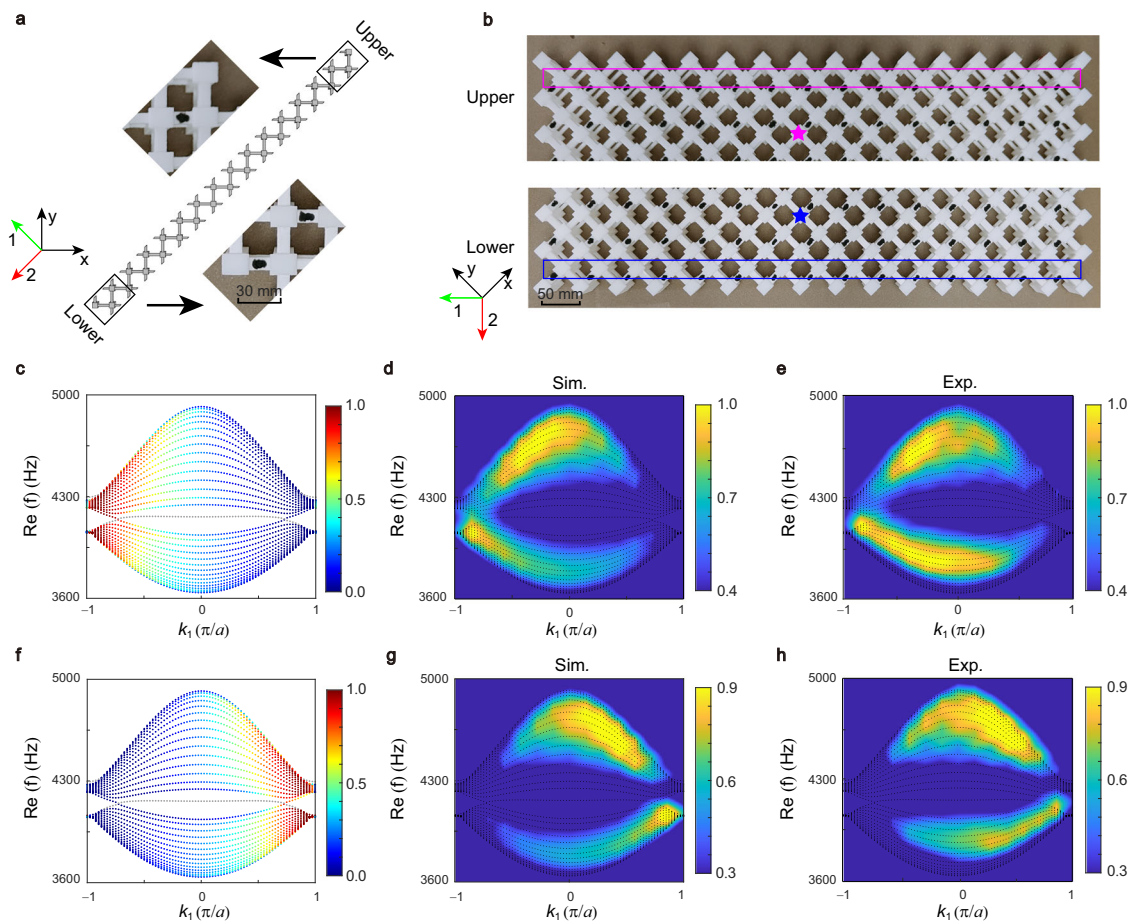 a
Upper
Lower
y
x
1
2
30 mm
b
Upper
Lower
y
x
1
2
50 mm
c
Re (f) (Hz)
5000
4300
3600
−1
0
1
k₁ (π/a)
1.0
0.5
0.0
d
Sim.
Re (f) (Hz)
5000
4300
3600
−1
0
1
k₁ (π/a)
1.0
0.7
0.4
e
Exp.
Re (f) (Hz)
5000
4300
3600
−1
0
1
k₁ (π/a)
1.0
0.7
0.4
f
Re (f) (Hz)
5000
4300
3600
−1
0
1
k₁ (π/a)
1.0
0.5
0.0
g
Sim.
Re (f) (Hz)
5000
4300
3600
−1
0
1
k₁ (π/a)
0.9
0.6
0.3
h
Exp.
Re (f) (Hz)
5000
4300
3600
−1
0
1
k₁ (π/a)
0.9
0.6
0.3